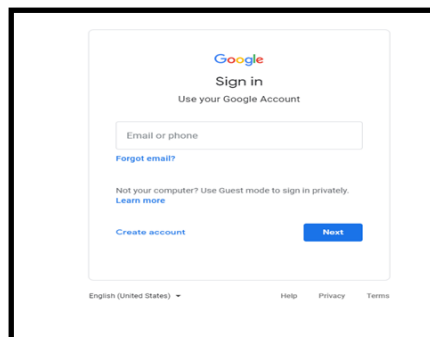 Google
Sign in
Use your Google Account
Email or phone
Forgot email?
Not your computer? Use Guest mode to sign in privately.
Learn more
Create account
Next
English (United States)
Help Privacy Terms